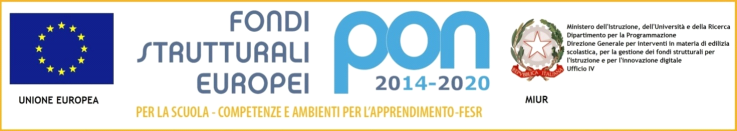 UNIONE EUROPEA
FONDI
STRUTTURALI
EUROPEI
pon
2014-2020
PER LA SCUOLA - COMPETENZE E AMBIENTI PER L'APPRENDIMENTO-FESR
REPVBBLICA ITALIANA
MIUR
Ministero dell'Istruzione, dell'Università e della Ricerca
Dipartimento per la Programmazione
Direzione Generale per interventi in materia di edilizia
scolastica, per la gestione dei fondi strutturali per
l'istruzione e per l'innovazione digitale
Ufficio IV